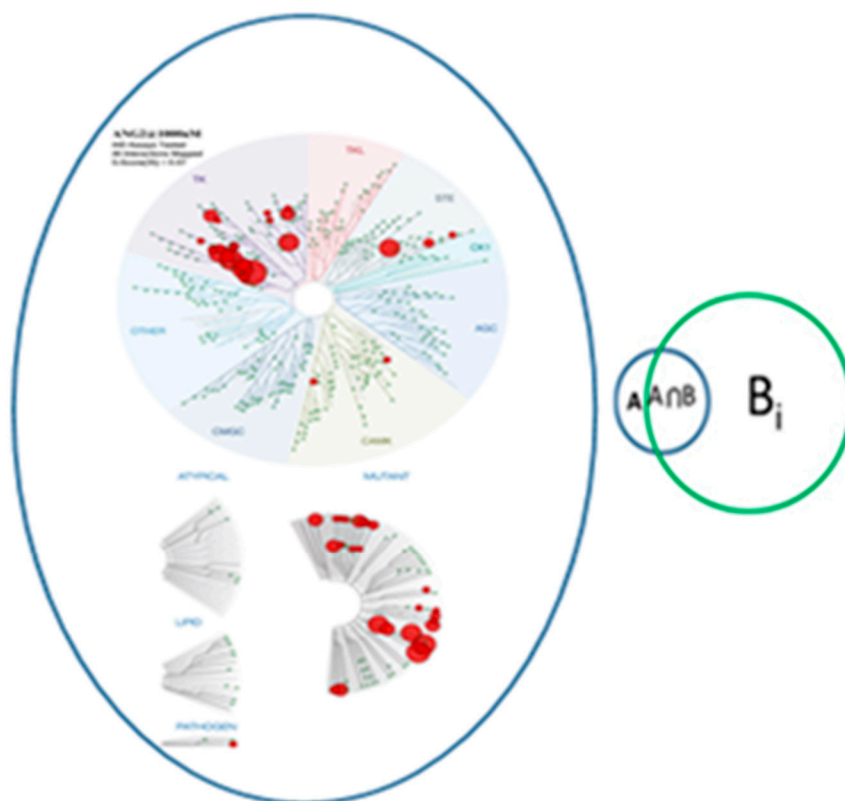 TKL
TK
STE
CK1
OTHER
AGC
CMGC
CAMK
ATYPICAL
MUTANT
LIPID
PATHOGEN
A
A∩B
Bi